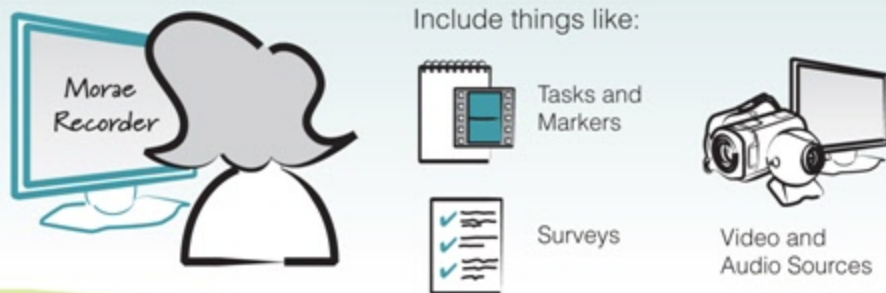 Include things like:
Morae
Recorder
Tasks and
Markers
Surveys
Video and
Audio Sources